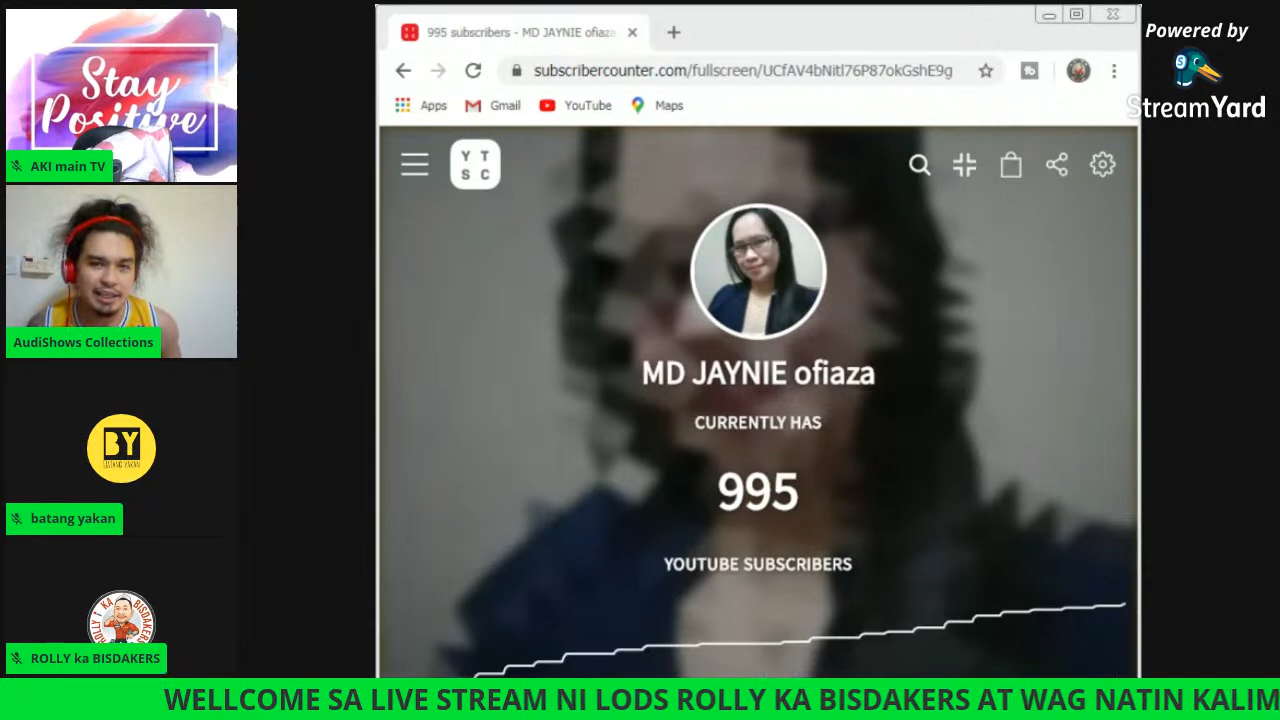 Stay
Positive
AKI main TV
AudiShows Collections
BY
BATANG YAKAN
batang yakan
ROLLY ka BISDAKERS
995 subscribers - MD JAYNIE ofiaza
subscribercounter.com/fullscreen/UCfAV4bNitl76P87okGshE9g
Apps
Gmail
YouTube
Maps
Y T
S C
MD JAYNIE ofiaza
CURRENTLY HAS
995
YOUTUBE SUBSCRIBERS
Powered by
StreamYard
WELLCOME SA LIVE STREAM NI LODS ROLLY KA BISDAKERS AT WAG NATIN KALIM